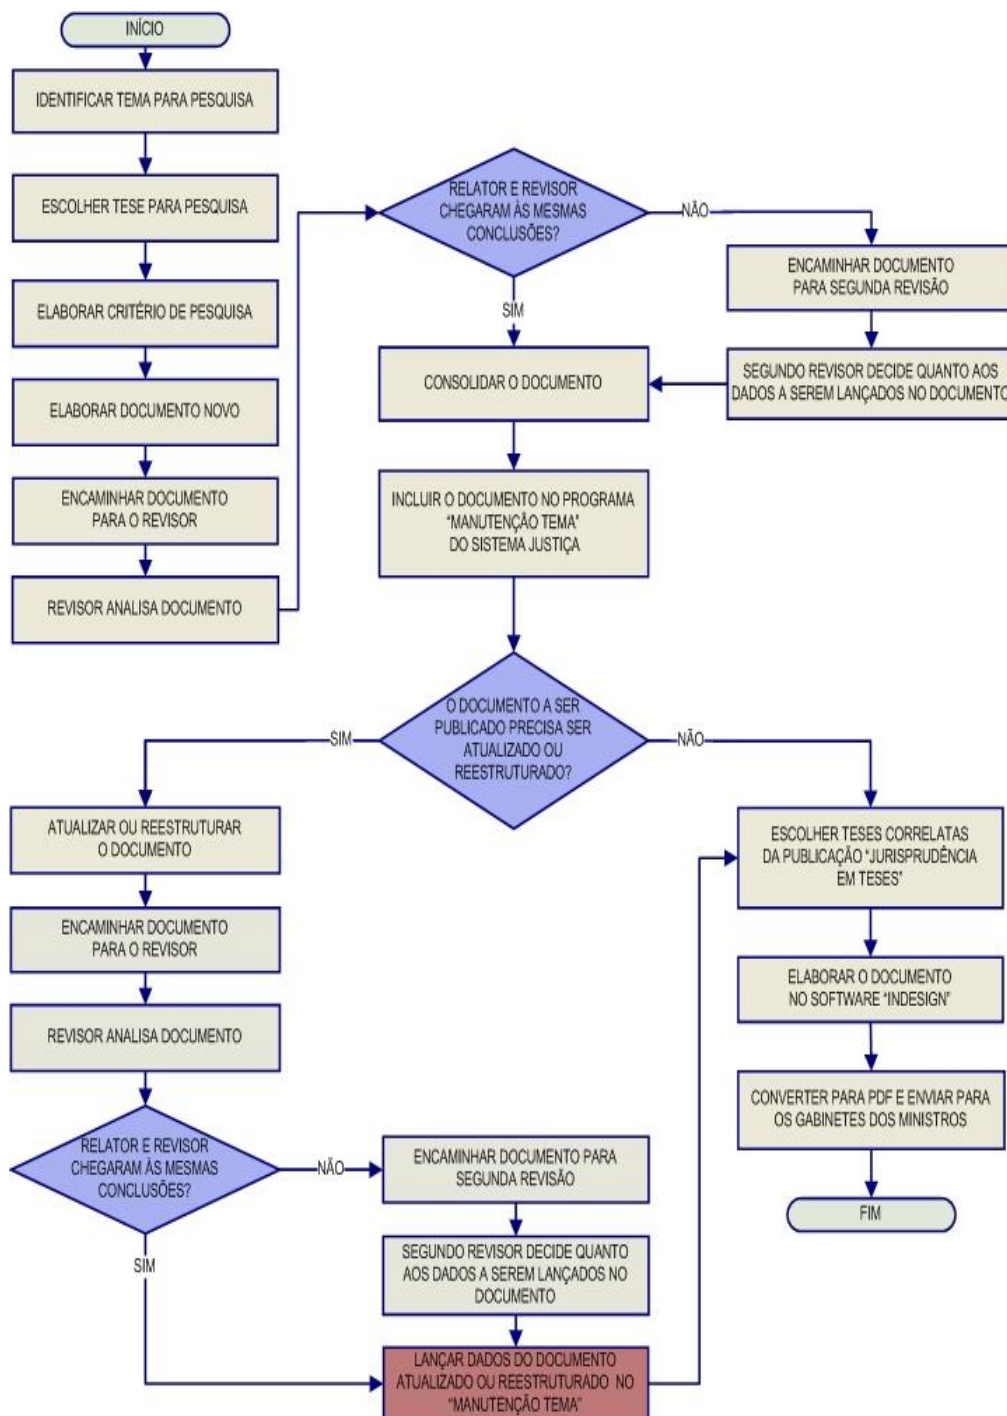 INÍCIO
IDENTIFICAR TEMA PARA PESQUISA
ESCOLHER TESE PARA PESQUISA
ELABORAR CRITÉRIO DE PESQUISA
ELABORAR DOCUMENTO NOVO
ENCAMINHAR DOCUMENTO
PARA O REVISOR
REVISOR ANALISA DOCUMENTO
RELATOR E REVISOR
CHEGARAM ÀS MESMAS
CONCLUSÕES?
NÃO
ENCAMINHAR DOCUMENTO
PARA SEGUNDA REVISÃO
SEGUNDO REVISOR DECIDE QUANTO AOS
DADOS A SEREM LANÇADOS NO DOCUMENTO
SIM
CONSOLIDAR O DOCUMENTO
INCLUIR O DOCUMENTO NO PROGRAMA
“MANUTENÇÃO TEMA”
DO SISTEMA JUSTIÇA
O DOCUMENTO A SER
PUBLICADO PRECISA SER
ATUALIZADO OU
REESTRUTURADO?
SIM
NÃO
ATUALIZAR OU REESTRUTURAR
O DOCUMENTO
ENCAMINHAR DOCUMENTO
PARA O REVISOR
REVISOR ANALISA DOCUMENTO
RELATOR E REVISOR
CHEGARAM ÀS MESMAS
CONCLUSÕES?
NÃO
ENCAMINHAR DOCUMENTO PARA
SEGUNDA REVISÃO
SEGUNDO REVISOR DECIDE QUANTO
AOS DADOS A SEREM LANÇADOS NO
DOCUMENTO
SIM
LANÇAR DADOS DO DOCUMENTO
ATUALIZADO OU REESTRUTURADO NO
“MANUTENÇÃO TEMA”
ESCOLHER TESES CORRELATAS
DA PUBLICAÇÃO “JURISPRUDÊNCIA
EM TESES”
ELABORAR O DOCUMENTO
NO SOFTWARE “INDESIGN”
CONVERTER PARA PDF E ENVIAR PARA
OS GABINETES DOS MINISTROS
FIM